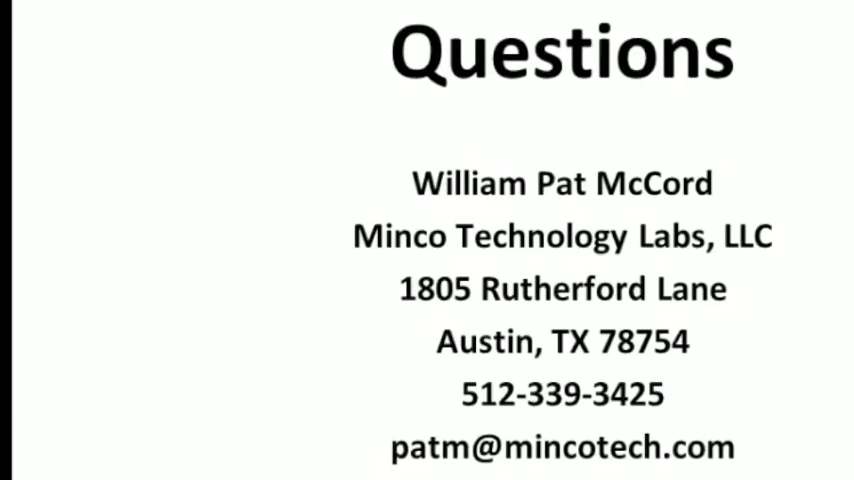 Questions
William Pat McCord
Minco Technology Labs, LLC
1805 Rutherford Lane
Austin, TX 78754
512-339-3425
patm@mincotech.com